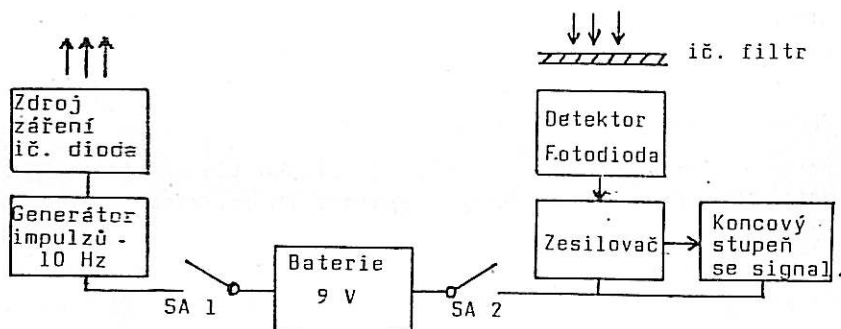 Zdroj
záření
ič. dioda
Generátor
impulzů -
10 Hz
SA 1
Baterie
9 V
SA 2
ič. filtr
Detektor
Fotodioda
Zesilovač
Koncový
stupeň
se signal.